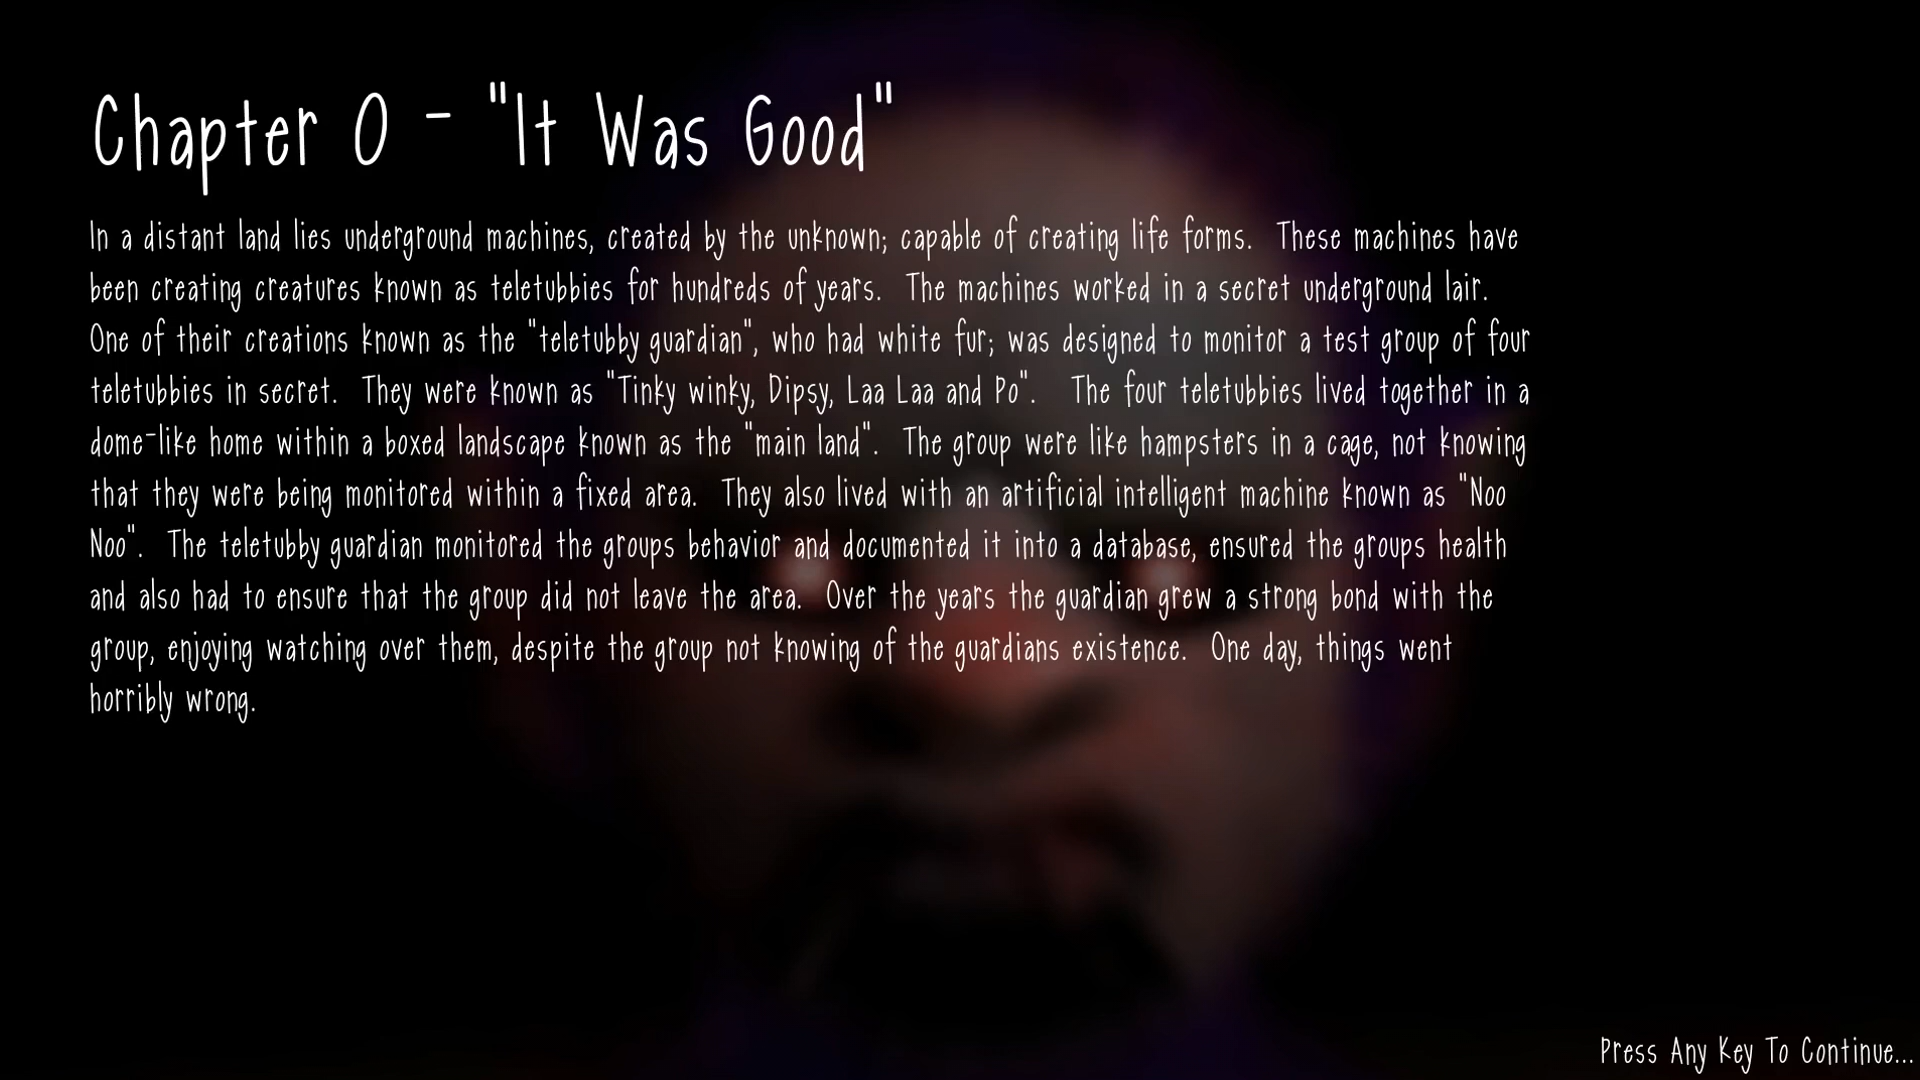 Chapter 0 - "It Was Good"
In a distant land lies underground machines, created by the unknown; capable of creating life forms.  These machines have
been creating creatures known as teletubbies for hundreds of years.  The machines worked in a secret underground lair.
One of their creations known as the "teletubby guardian", who had white fur; was designed to monitor a test group of four
teletubbies in secret.  They were known as "Tinky winky, Dipsy, Laa Laa and Po".   The four teletubbies lived together in a
dome-like home within a boxed landscape known as the "main land".  The group were like hampsters in a cage, not knowing
that they were being monitored within a fixed area.  They also lived with an artificial intelligent machine known as "Noo
Noo".  The teletubby guardian monitored the groups behavior and documented it into a database, ensured the groups health
and also had to ensure that the group did not leave the area.  Over the years the guardian grew a strong bond with the
group, enjoying watching over them, despite the group not knowing of the guardians existence.  One day, things went
horribly wrong.
Press Any Key To Continue...